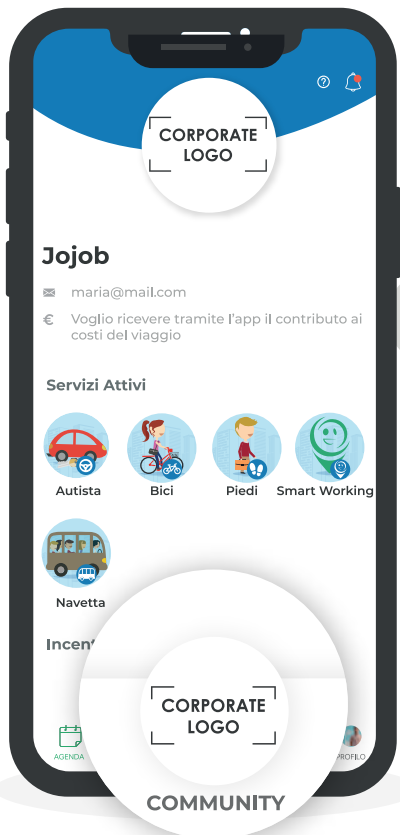 CORPORATE
LOGO
Jojob
maria@mail.com
€ Voglio ricevere tramite l'app il contributo ai
costi del viaggio
Servizi Attivi
Autista Bici Piedi Smart Working
Navetta
CORPORATE
LOGO
AGENDA
PROFILO
COMMUNITY